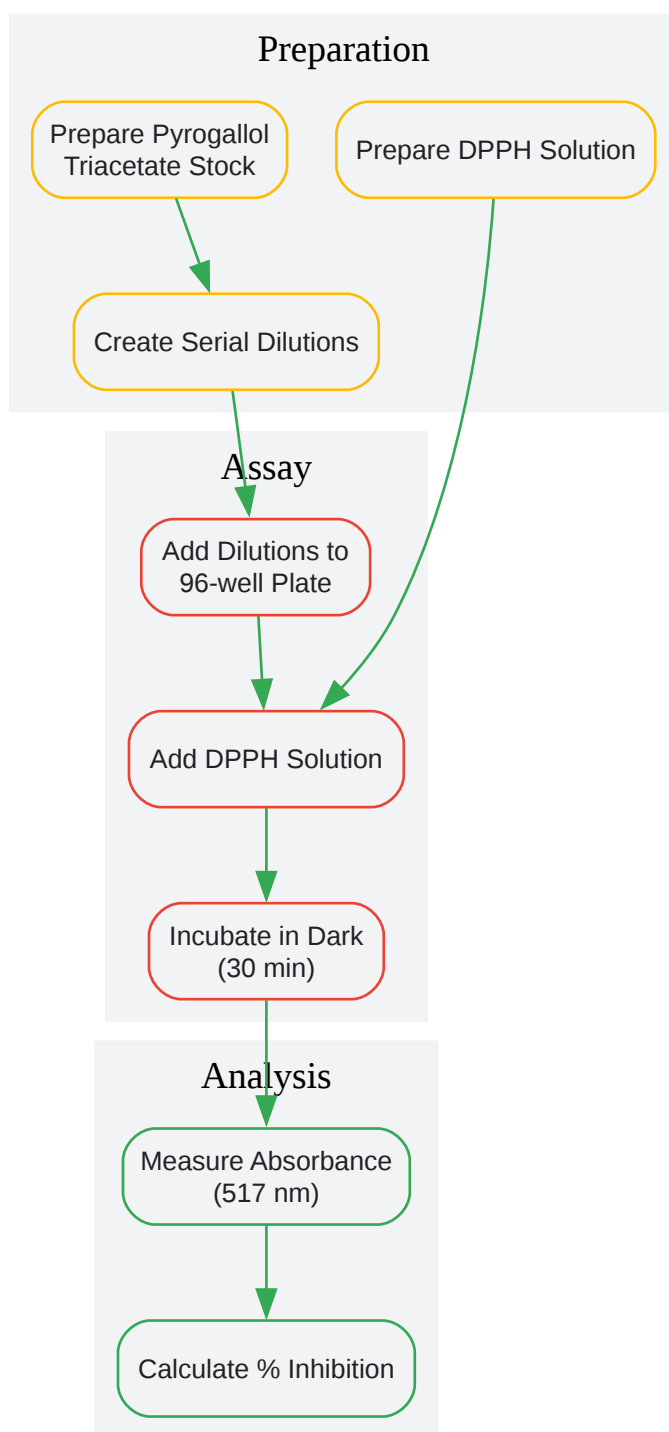 Preparation
Prepare Pyrogallol
Triacetate Stock
Prepare DPPH Solution
Create Serial Dilutions
Assay
Add Dilutions to
96-well Plate
Add DPPH Solution
Incubate in Dark
(30 min)
Analysis
Measure Absorbance
(517 nm)
Calculate % Inhibition